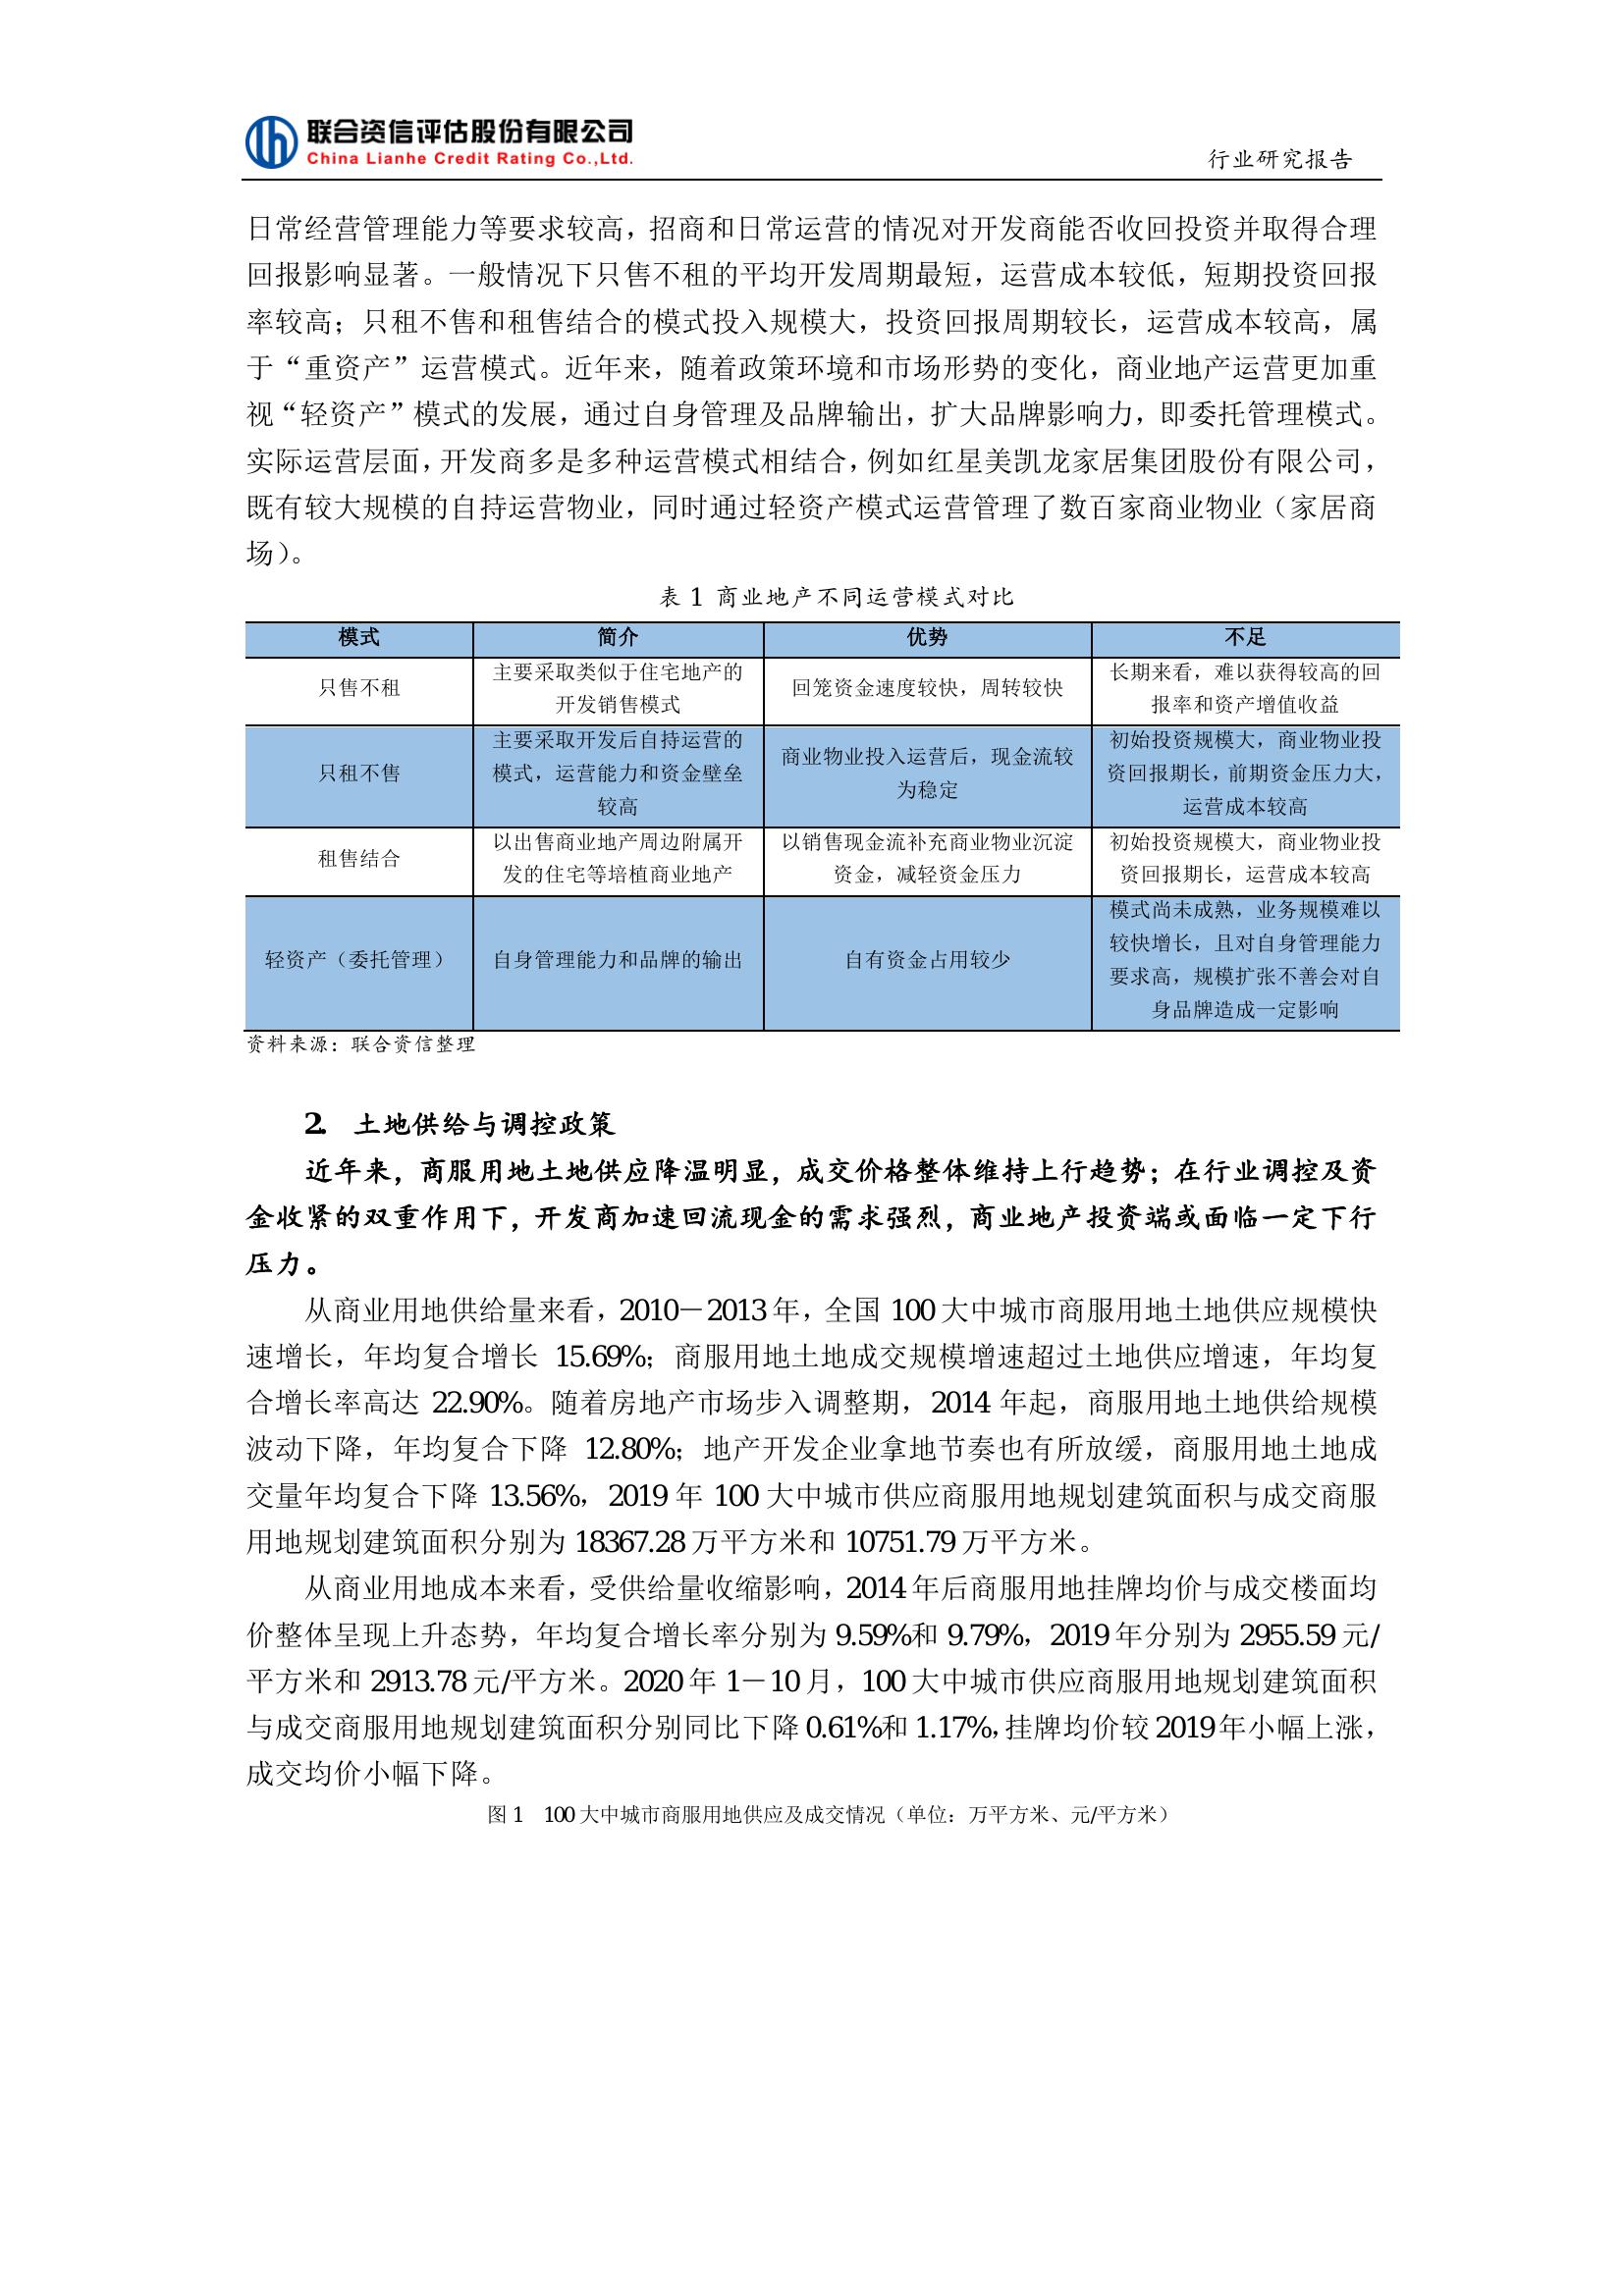 联合资信评估股份有限公司
China Lianhe Credit Rating Co.,Ltd.
行业研究报告
日常经营管理能力等要求较高，招商和日常运营的情况对开发商能否收回投资并取得合理
回报影响显著。一般情况下只售不租的平均开发周期最短，运营成本较低，短期投资回报
率较高；只租不售和租售结合的模式投入规模大，投资回报周期较长，运营成本较高，属
于“重资产”运营模式。近年来，随着政策环境和市场形势的变化，商业地产运营更加重
视“轻资产”模式的发展，通过自身管理及品牌输出，扩大品牌影响力，即委托管理模式。
实际运营层面，开发商多是多种运营模式相结合，例如红星美凯龙家居集团股份有限公司，
既有较大规模的自持运营物业，同时通过轻资产模式运营管理了数百家商业物业（家居商
场）。
表 1 商业地产不同运营模式对比
模式 简介 优势 不足
只售不租
主要采取类似于住宅地产的
开发销售模式
回笼资金速度较快，周转较快
长期来看，难以获得较高的回
报率和资产增值收益
只租不售
主要采取开发后自持运营的
模式，运营能力和资金壁垒
较高
商业物业投入运营后，现金流较
为稳定
初始投资规模大，商业物业投
资回报期长，前期资金压力大，
运营成本较高
租售结合
以出售商业地产周边附属开
发的住宅等培植商业地产
以销售现金流补充商业物业沉淀
资金，减轻资金压力
初始投资规模大，商业物业投
资回报期长，运营成本较高
轻资产（委托管理）
自身管理能力和品牌的输出
自有资金占用较少
模式尚未成熟，业务规模难以
较快增长，且对自身管理能力
要求高，规模扩张不善会对自
身品牌造成一定影响
资料来源：联合资信整理
2. 土地供给与调控政策
近年来，商服用地土地供应降温明显，成交价格整体维持上行趋势；在行业调控及资
金收紧的双重作用下，开发商加速回流现金的需求强烈，商业地产投资端或面临一定下行
压力。
从商业用地供给量来看，2010－2013 年，全国 100 大中城市商服用地土地供应规模快
速增长，年均复合增长 15.69%；商服用地土地成交规模增速超过土地供应增速，年均复
合增长率高达 22.90%。随着房地产市场步入调整期，2014 年起，商服用地土地供给规模
波动下降，年均复合下降 12.80%；地产开发企业拿地节奏也有所放缓，商服用地土地成
交量年均复合下降 13.56%，2019 年 100 大中城市供应商服用地规划建筑面积与成交商服
用地规划建筑面积分别为 18367.28 万平方米和 10751.79 万平方米。
从商业用地成本来看，受供给量收缩影响，2014 年后商服用地挂牌均价与成交楼面均
价整体呈现上升态势，年均复合增长率分别为 9.59%和 9.79%，2019 年分别为 2955.59 元/
平方米和 2913.78 元/平方米。2020 年 1－10 月，100 大中城市供应商服用地规划建筑面积
与成交商服用地规划建筑面积分别同比下降 0.61%和 1.17%，挂牌均价较 2019 年小幅上涨，
成交均价小幅下降。
图 1 100 大中城市商服用地供应及成交情况（单位：万平方米、元/平方米）